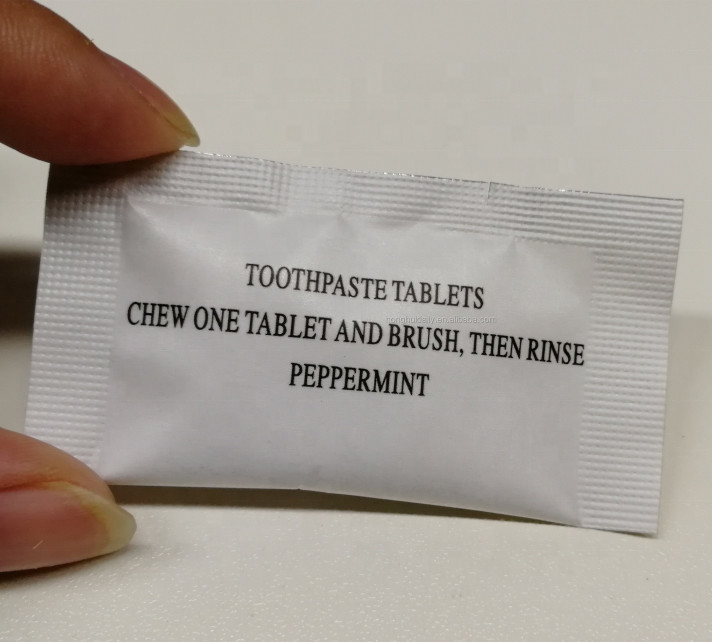 TOOTHPASTE TABLETS
CHEW ONE TABLET AND BRUSH, THEN RINSE
PEPPERMINT